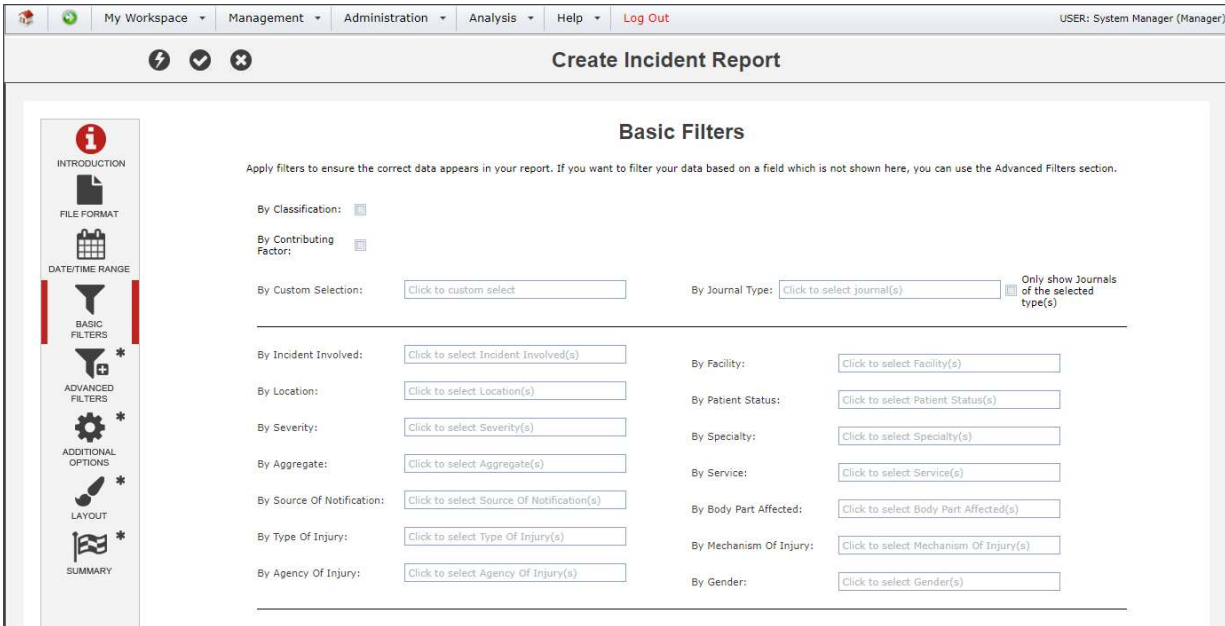 My Workspace Management Administration Analysis Help Log Out USER: System Manager (Manager)
Create Incident Report
INTRODUCTION
FILE FORMAT
DATE/TIME RANGE
BASIC
FILTERS
ADVANCED
FILTERS
ADDITIONAL
OPTIONS
LAYOUT
SUMMARY
Basic Filters
Apply filters to ensure the correct data appears in your report. If you want to filter your data based on a field which is not shown here, you can use the Advanced Filters section.
By Classification:
By Contributing
Factor:
By Custom Selection: Click to custom select
By Journal Type: Click to select journal(s)
Only show Journals
of the selected
type(s)
By Incident Involved: Click to select Incident Involved(s)
By Location: Click to select Location(s)
By Severity: Click to select Severity(s)
By Aggregate: Click to select Aggregate(s)
By Source Of Notification: Click to select Source Of Notification(s)
By Type Of Injury: Click to select Type Of Injury(s)
By Agency Of Injury: Click to select Agency Of Injury(s)
By Facility: Click to select Facility(s)
By Patient Status: Click to select Patient Status(s)
By Specialty: Click to select Specialty(s)
By Service: Click to select Service(s)
By Body Part Affected: Click to select Body Part Affected(s)
By Mechanism Of Injury: Click to select Mechanism Of Injury(s)
By Gender: Click to select Gender(s)